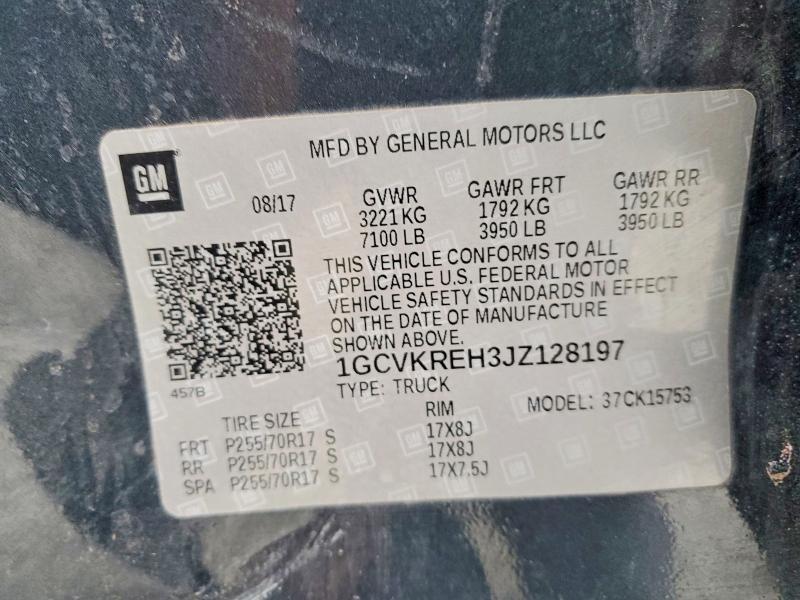 MFD BY GENERAL MOTORS LLC
GM
08/17
GVWR GAWR FRT GAWR RR
3221 KG 1792 KG 1792 KG
7100 LB 3950 LB 3950 LB
THIS VEHICLE CONFORMS TO ALL
APPLICABLE U.S. FEDERAL MOTOR
VEHICLE SAFETY STANDARDS IN EFFECT
ON THE DATE OF MANUFACTURE
SHOWN ABOVE.
1GCVKREH3JZ128197
457B
TYPE: TRUCK
MODEL: 37CK15753
TIRE SIZE RIM
FRT P255/70R17 S 17X8J
RR P255/70R17 S 17X8J
SPA P255/70R17 S 17X7.5J